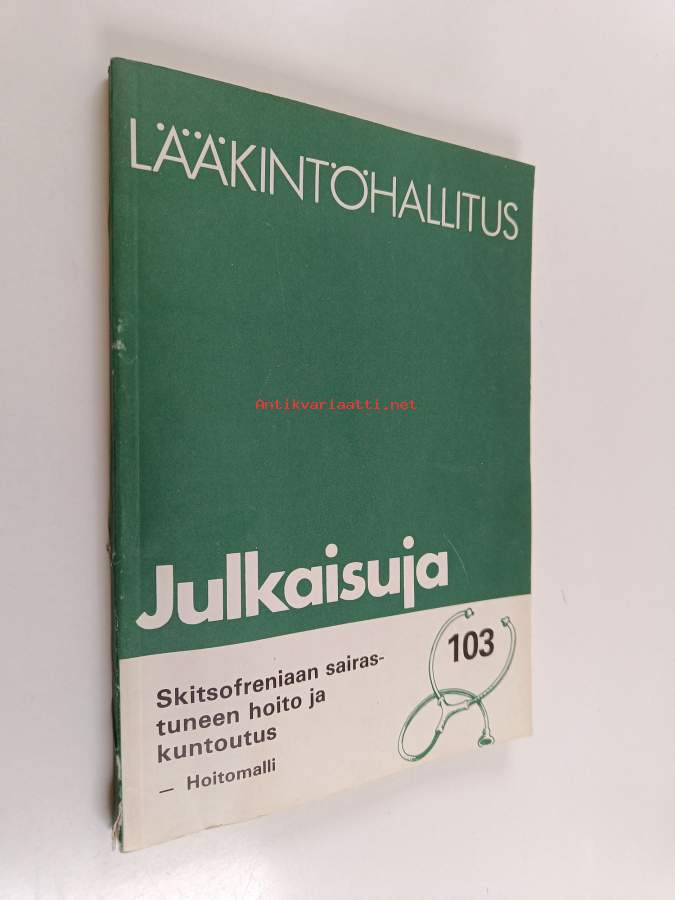 LÄÄKINTÖHALLITUS
Antikvariaatti.net
Julkaisuja
103
Skitsofreniaan sairas-
tuneen hoito ja
kuntoutus
— Hoitomalli